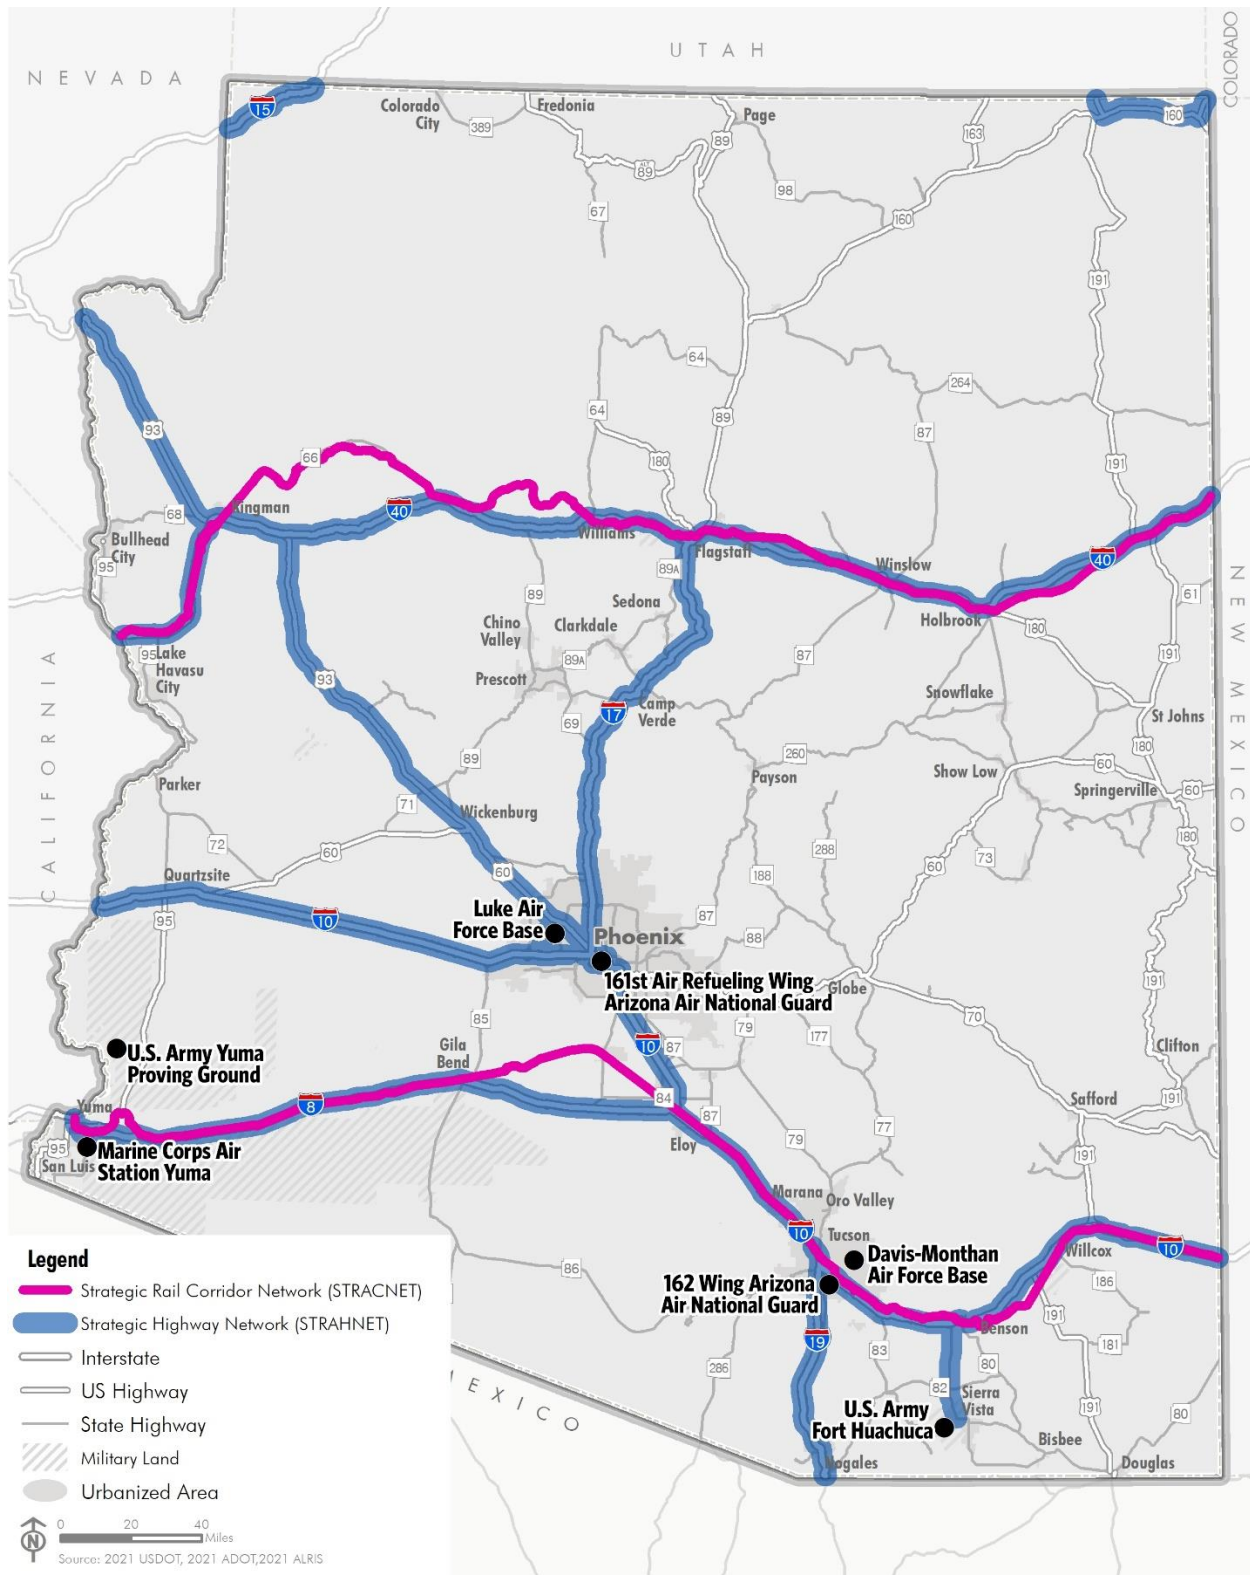 UTAH
COLORADO
NEVADA
15
Colorado
City
389
Fredonia
89
Page
89
163
160
98
67
160
191
93
64
264
64
89
87
66
180
191
68
Kingman
40
Williams
Flagstaff
40
Bullhead
City
95
89A
Winslow
NEW MEXICO
89
Sedona
61
Chino
Valley
Clarkdale
Holbrook
180
CALIFORNIA
95
Lake
Havasu
City
89A
87
191
93
Prescott
Snowflake
17
Camp
Verde
69
St Johns
180
89
260
Parker
Payson
Show Low
60
Springerville
60
71
Wickenburg
180
72
60
288
73
60
Quartzsite
60
188
Luke Air
Force Base
10
95
87
88
Phoenix
161st Air Refueling Wing
Arizona Air National Guard
Globe
191
85
79
177
70
U.S. Army Yuma
Proving Ground
Gila
Bend
10
87
Clifton
8
84
Yuma
87
Safford
191
95
San Luis
Marine Corps Air
Station Yuma
Eloy
79
77
191
Marana
Oro Valley
10
Tucson
Davis-Monthan
Air Force Base
Willcox
10
86
162 Wing Arizona
Air National Guard
186
191
Benson
181
19
83
80
286
82
Sierra
Vista
U.S. Army
Fort Huachuca
191
80
MEXICO
Bisbee
Nogales
Douglas
Legend
Strategic Rail Corridor Network (STRACNET)
Strategic Highway Network (STRAHNET)
Interstate
US Highway
State Highway
Military Land
Urbanized Area
N
0 20 40
Miles
Source: 2021 USDOT, 2021 ADOT,2021 ALRIS